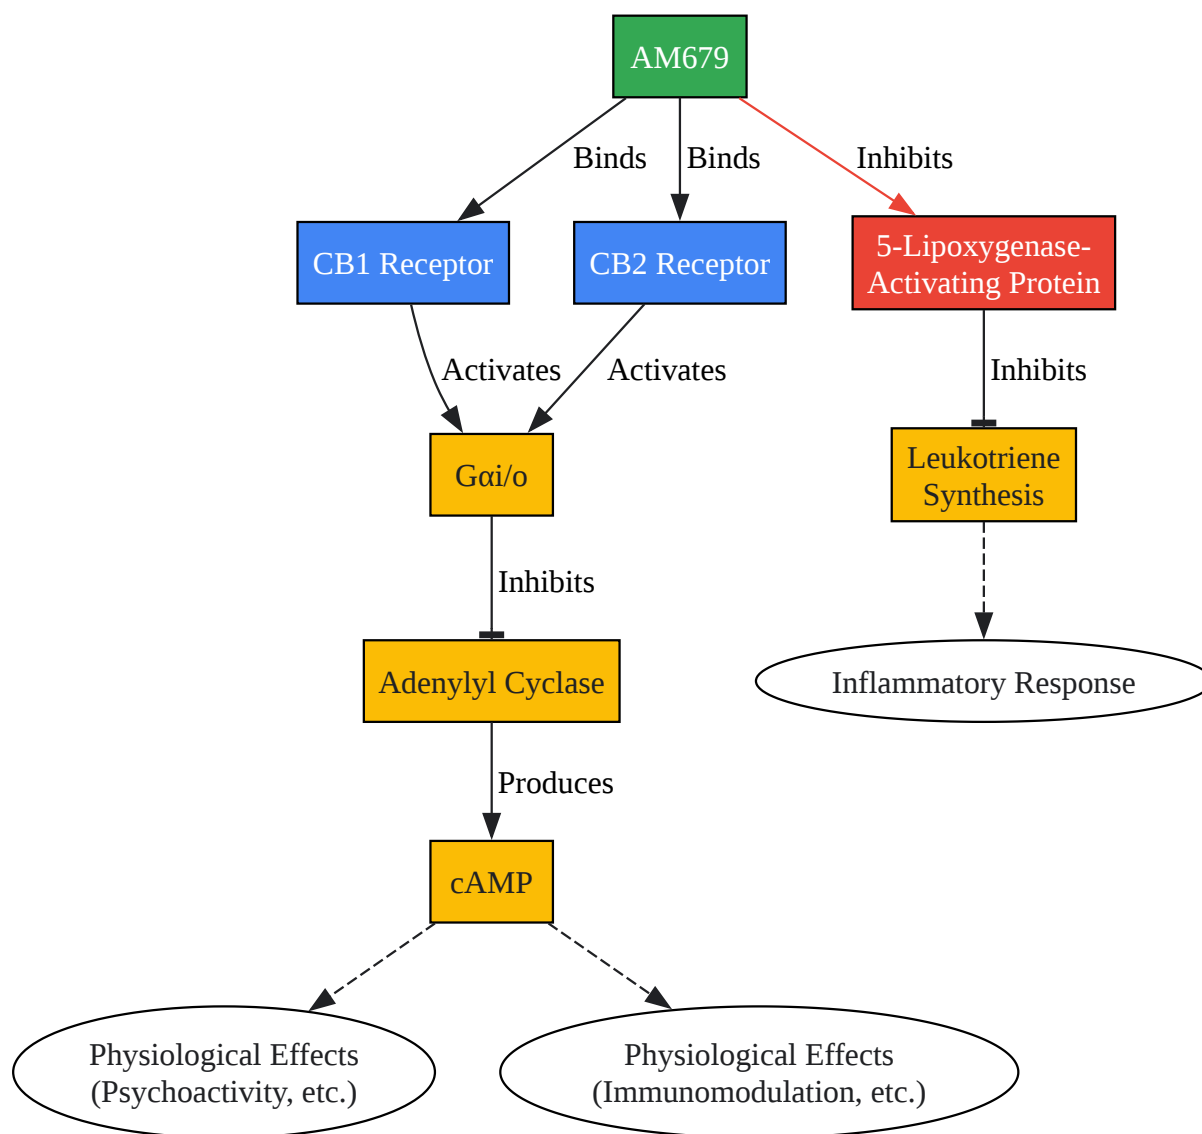 AM679
Binds
Binds
Inhibits
CB1 Receptor
CB2 Receptor
5-Lipoxygenase-
Activating Protein
Activates
Activates
Inhibits
Gαi/o
Leukotriene
Synthesis
Inhibits
Adenylyl Cyclase
Inflammatory Response
Produces
cAMP
Physiological Effects
(Psychoactivity, etc.)
Physiological Effects
(Immunomodulation, etc.)